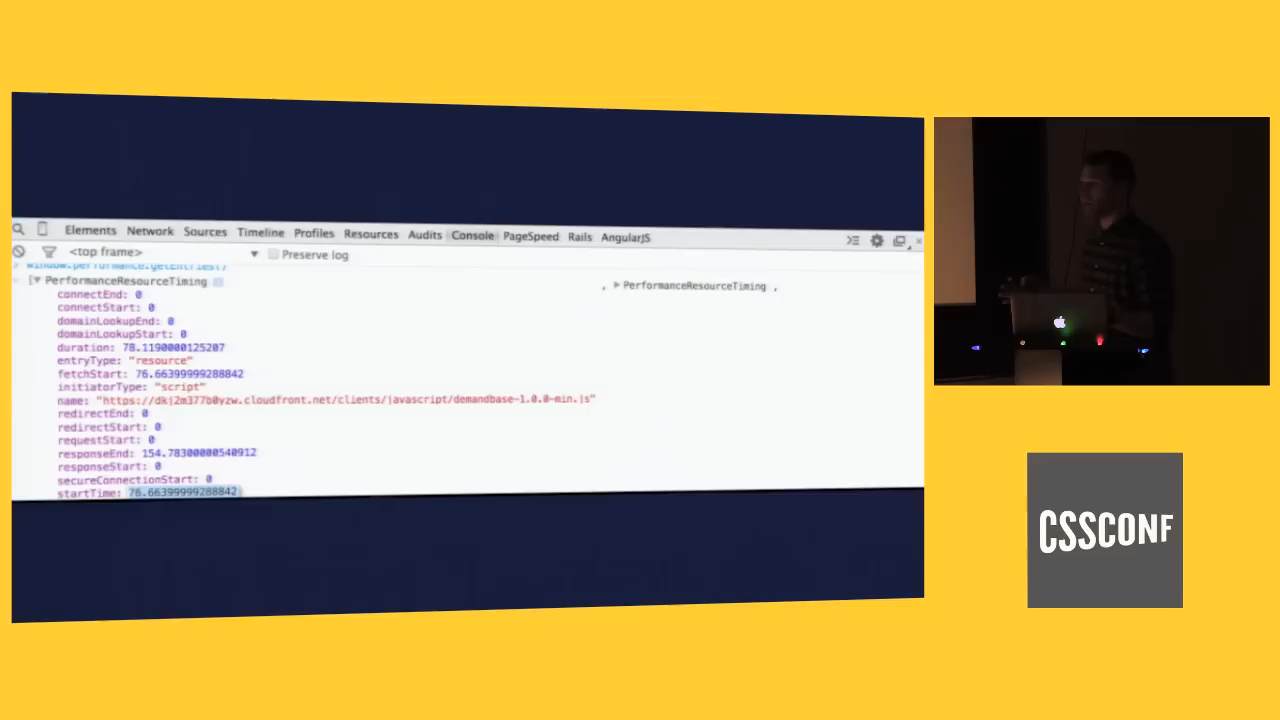 Elements Network Sources Timeline Profiles Resources Audits Console PageSpeed Rails AngularJS
<top frame> Preserve log
window.performance.getEntries()
[▼ PerformanceResourceTiming , ▶ PerformanceResourceTiming ,
connectEnd: 0
connectStart: 0
domainLookupEnd: 0
domainLookupStart: 0
duration: 78.1190000125207
entryType: "resource"
fetchStart: 76.66399999288842
initiatorType: "script"
name: "https://dkj2m377b0yzw.cloudfront.net/clients/javascript/demandbase-1.0.0-min.js"
redirectEnd: 0
redirectStart: 0
requestStart: 0
responseEnd: 154.78300000540912
responseStart: 0
secureConnectionStart: 0
startTime: 76.66399999288842
CSSCONF